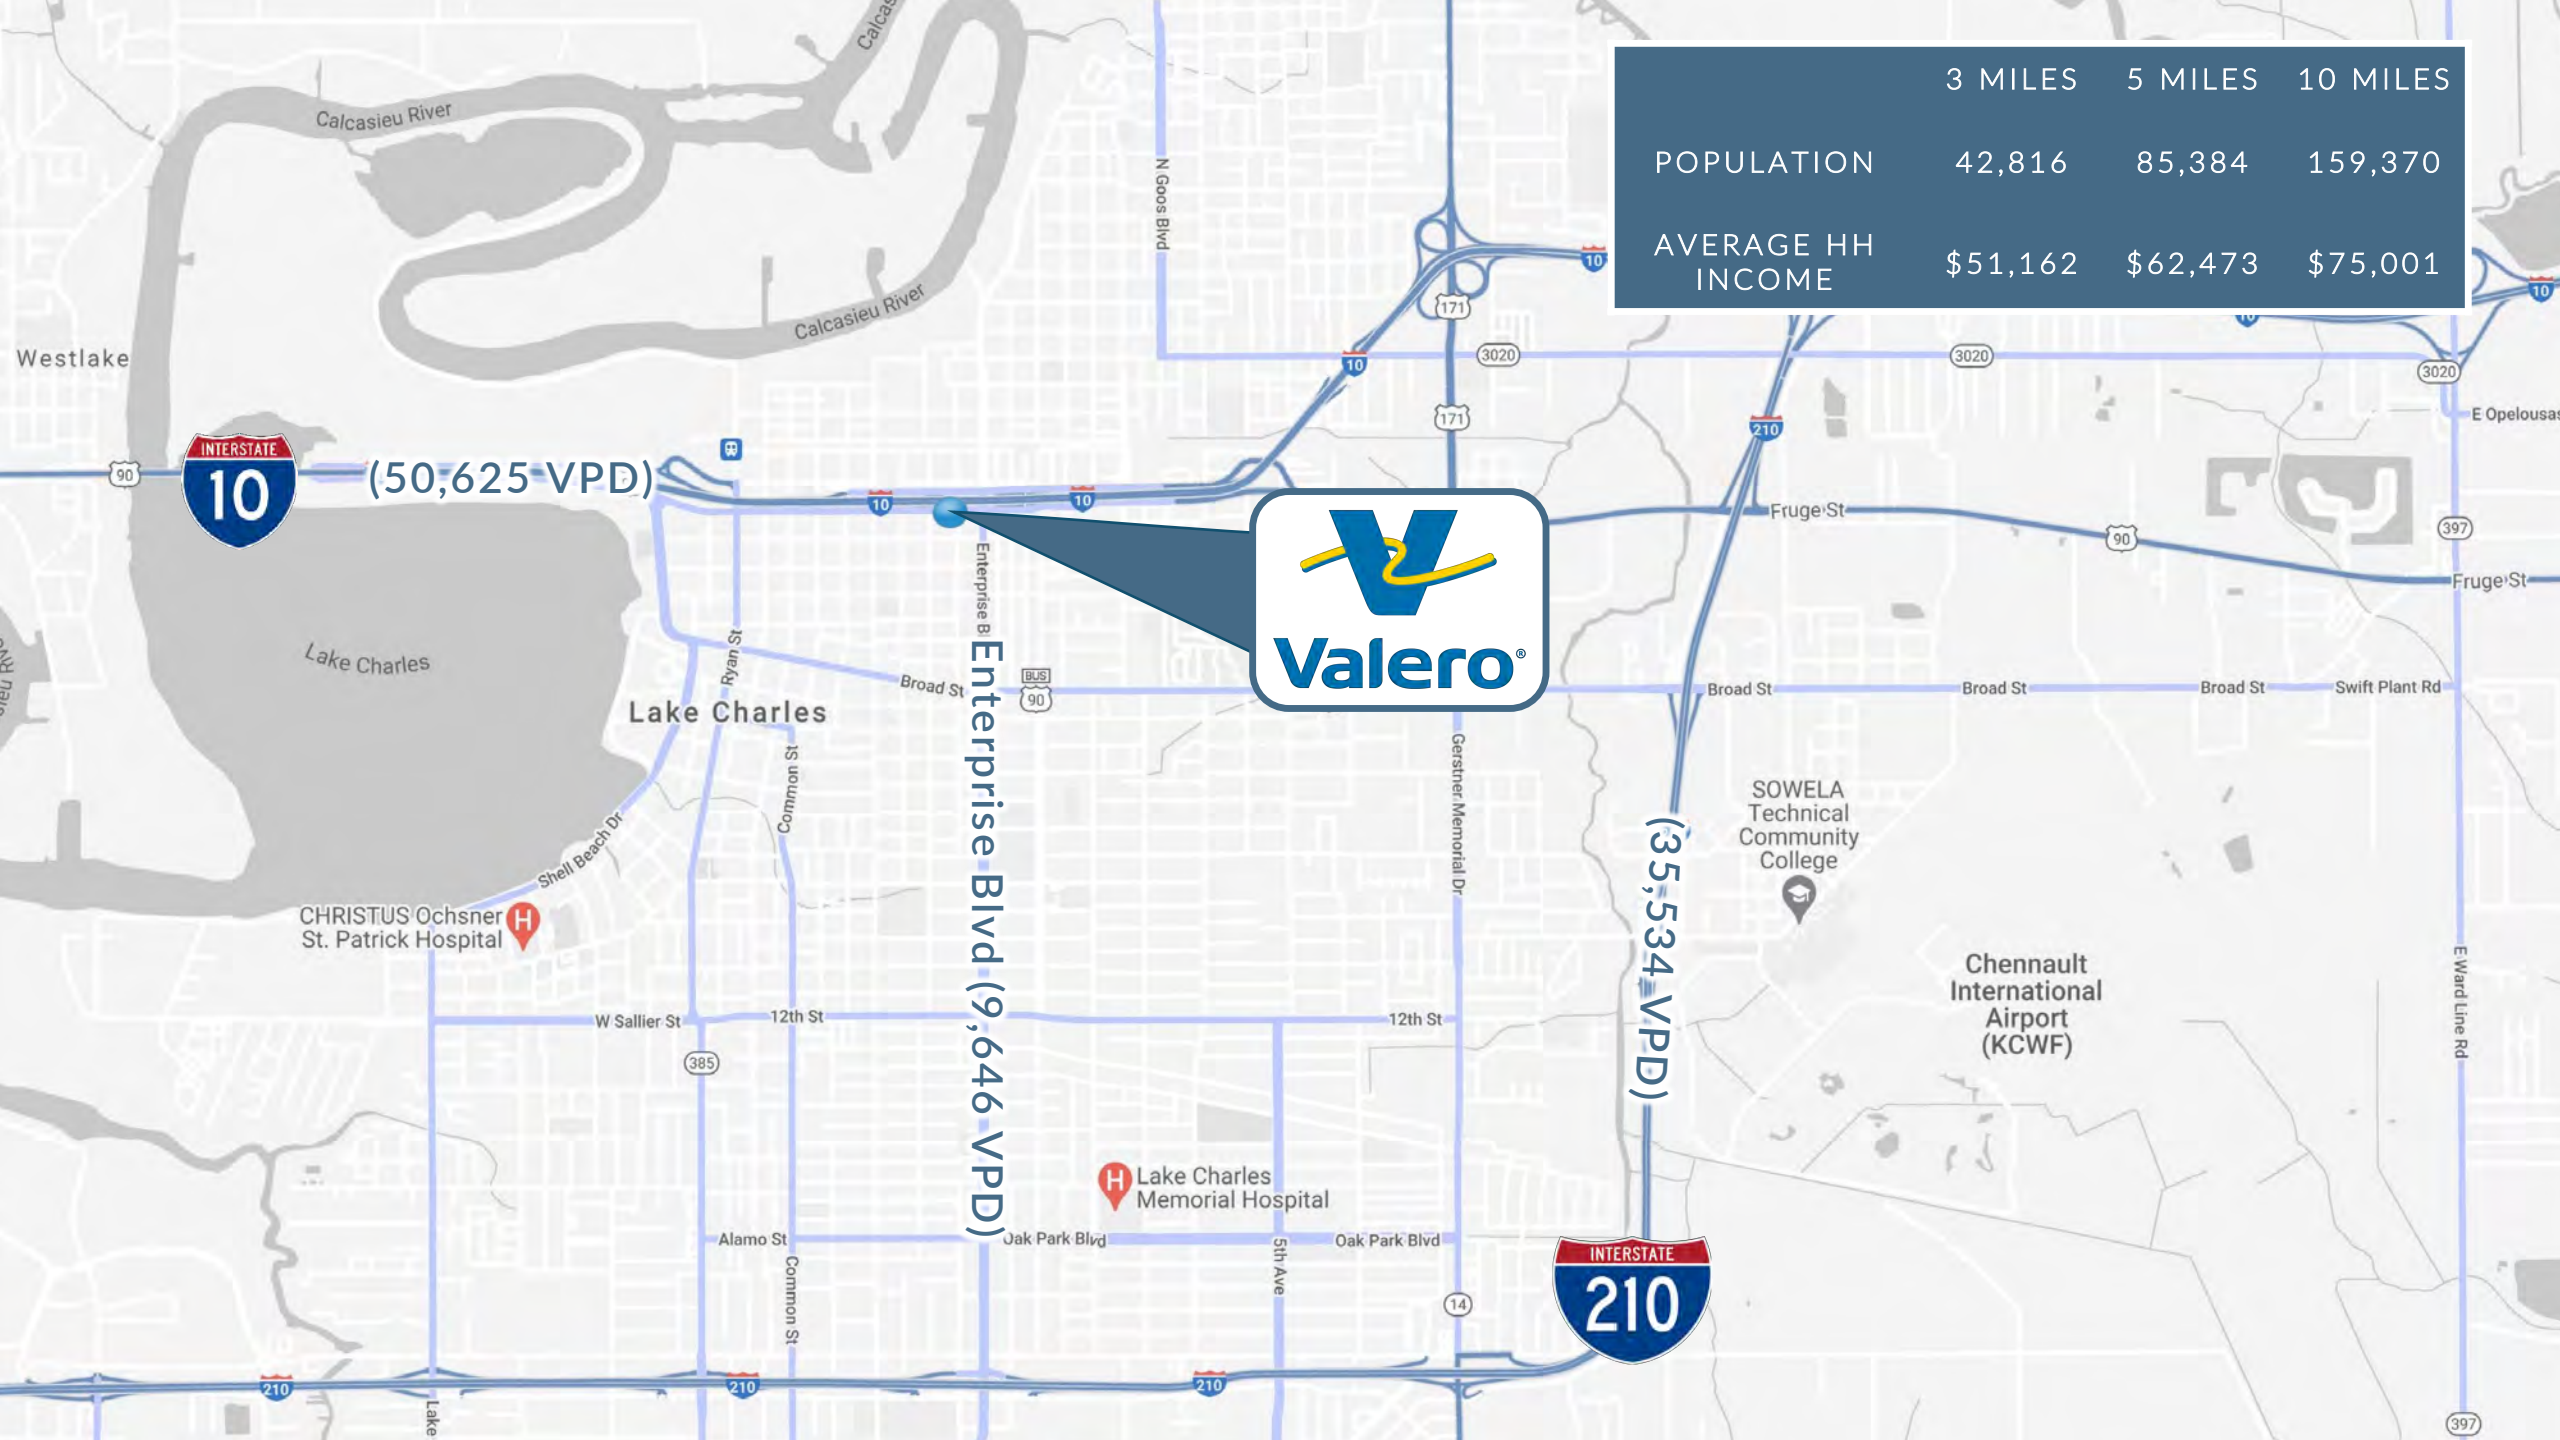 3 MILES 5 MILES 10 MILES
POPULATION 42,816 85,384 159,370
AVERAGE HH
INCOME $51,162 $62,473 $75,001
Calcasieu River
Calcasieu River
N Goos Blvd
10
10
171
Westlake
10
3020
3020
3020
171
E Opelousas
210
90
INTERSTATE
10
(50,625 VPD)
10
10
Valero®
Fruge St
90
397
Fruge St
Enterprise Bl
Lake Charles
Ryan St
Broad St
BUS
90
Broad St
Broad St
Broad St
Swift Plant Rd
Lake Charles
Enterprise Blvd (9,646 VPD)
Common St
Gerstner Memorial Dr
SOWELA
Technical
Community
College
(35,534 VPD)
Shell Beach Dr
CHRISTUS Ochsner
St. Patrick Hospital
H
Chennault
International
Airport
(KCWF)
E Ward Line Rd
W Sallier St
12th St
12th St
385
H
Lake Charles
Memorial Hospital
Alamo St
Oak Park Blvd
Oak Park Blvd
5th Ave
Common St
14
INTERSTATE
210
210
210
210
Lake
397